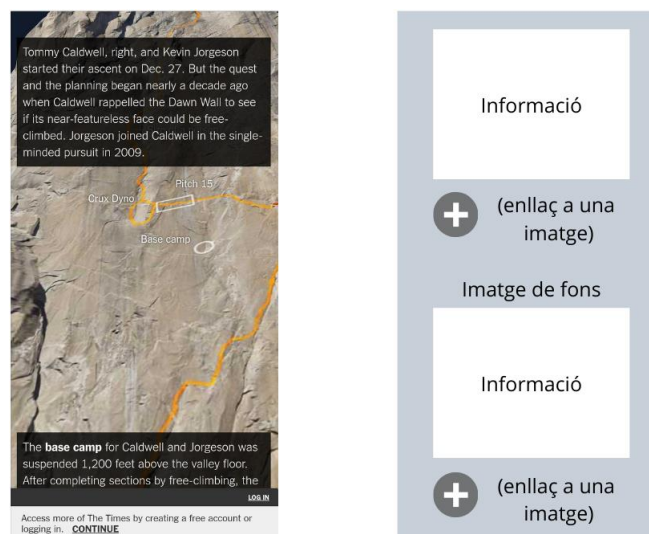 Tommy Caldwell, right, and Kevin Jorgeson
started their ascent on Dec. 27. But the quest
and the planning began nearly a decade ago
when Caldwell rappelled the Dawn Wall to see
if its near-featureless face could be free-
climbed. Jorgeson joined Caldwell in the single-
minded pursuit in 2009.
Pitch 15
Crux Dyno
Base camp
The base camp for Caldwell and Jorgeson was
suspended 1,200 feet above the valley floor.
After completing sections by free-climbing, the
LOG IN
Access more of The Times by creating a free account or
logging in. CONTINUE
Informació
(enllaç a una
imatge)
Imatge de fons
Informació
(enllaç a una
imatge)